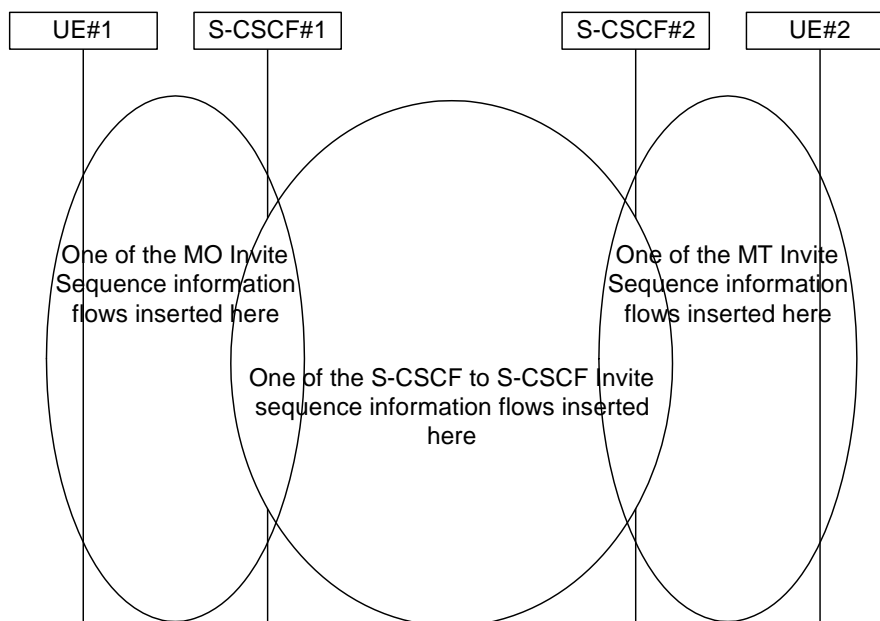 UE#1
S-CSCF#1
S-CSCF#2
UE#2
One of the MO Invite
Sequence information
flows inserted here
One of the MT Invite
Sequence information
flows inserted here
One of the S-CSCF to S-CSCF Invite
sequence information flows inserted
here